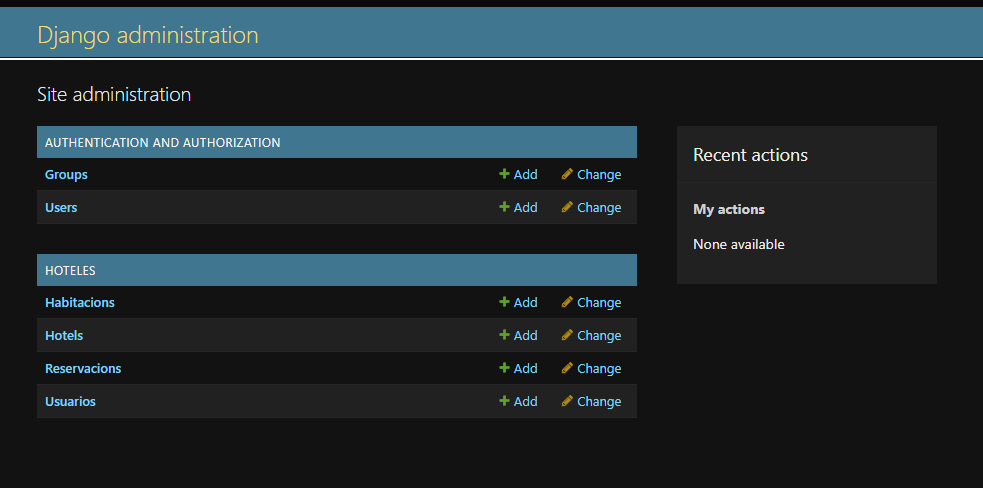 Django administration
Site administration
AUTHENTICATION AND AUTHORIZATION
Groups Add Change
Users Add Change
HOTELES
Habitacions Add Change
Hotels Add Change
Reservacions Add Change
Usuarios Add Change
Recent actions
My actions
None available